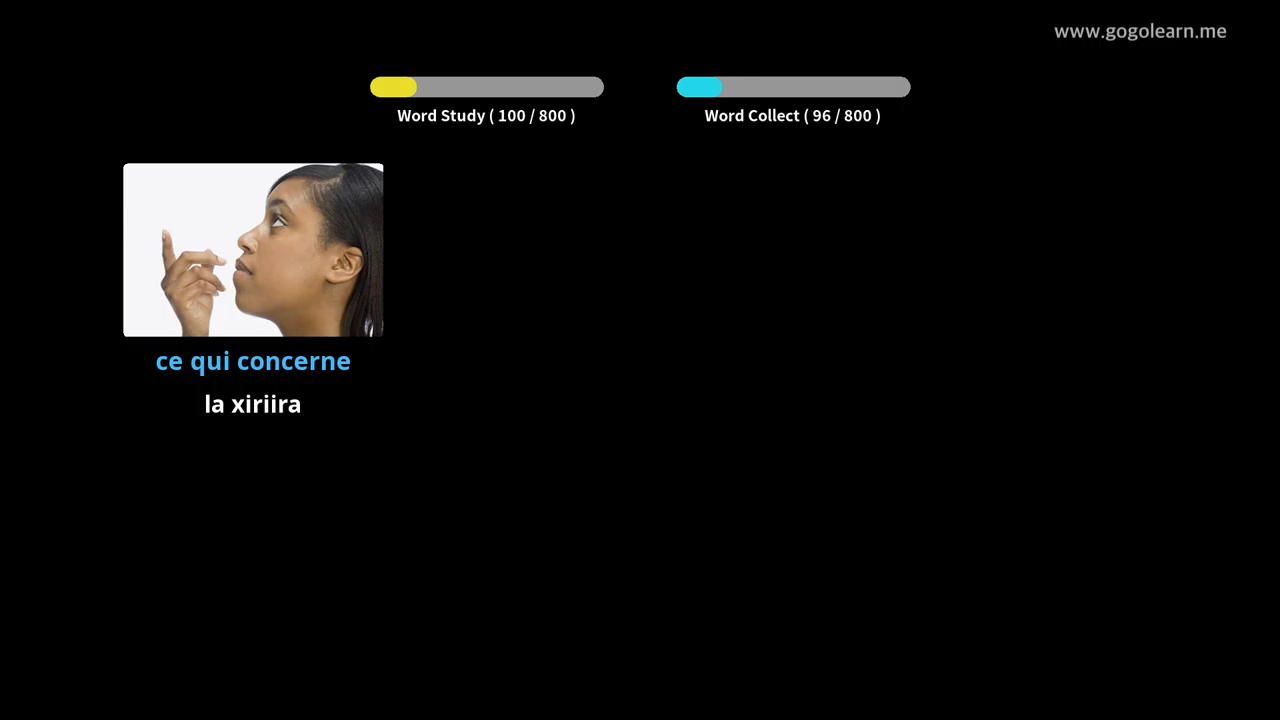 www.gogolearn.me
Word Study ( 100 / 800 )
Word Collect ( 96 / 800 )
ce qui concerne
la xiriira